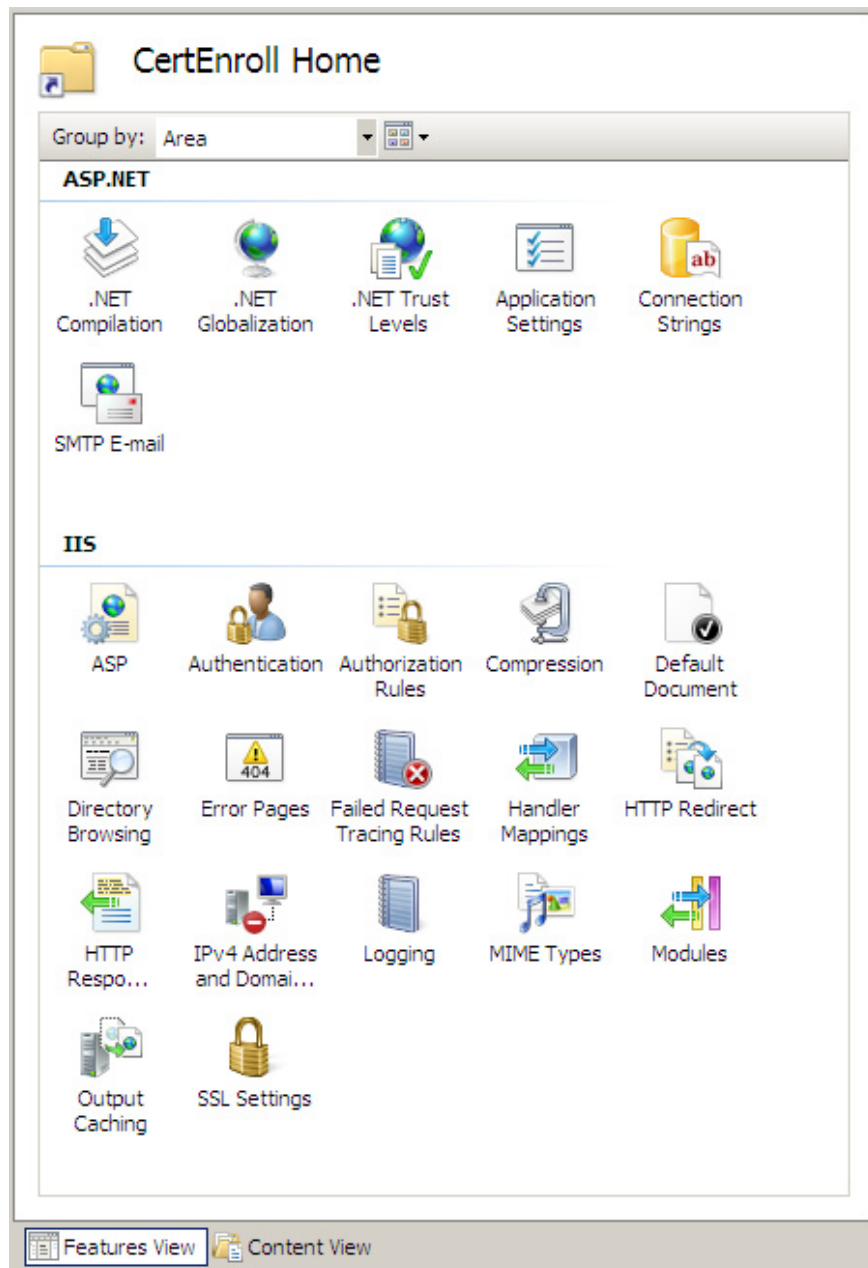 CertEnroll Home
Group by: Area
ASP.NET
.NET Compilation
.NET Globalization
.NET Trust Levels
Application Settings
Connection Strings
SMTP E-mail
IIS
ASP
Authentication
Authorization Rules
Compression
Default Document
Directory Browsing
404
Error Pages
Failed Request Tracing Rules
Handler Mappings
HTTP Redirect
HTTP Respo...
IPv4 Address and Domai...
Logging
MIME Types
Modules
Output Caching
SSL Settings
ab
Features View
Content View